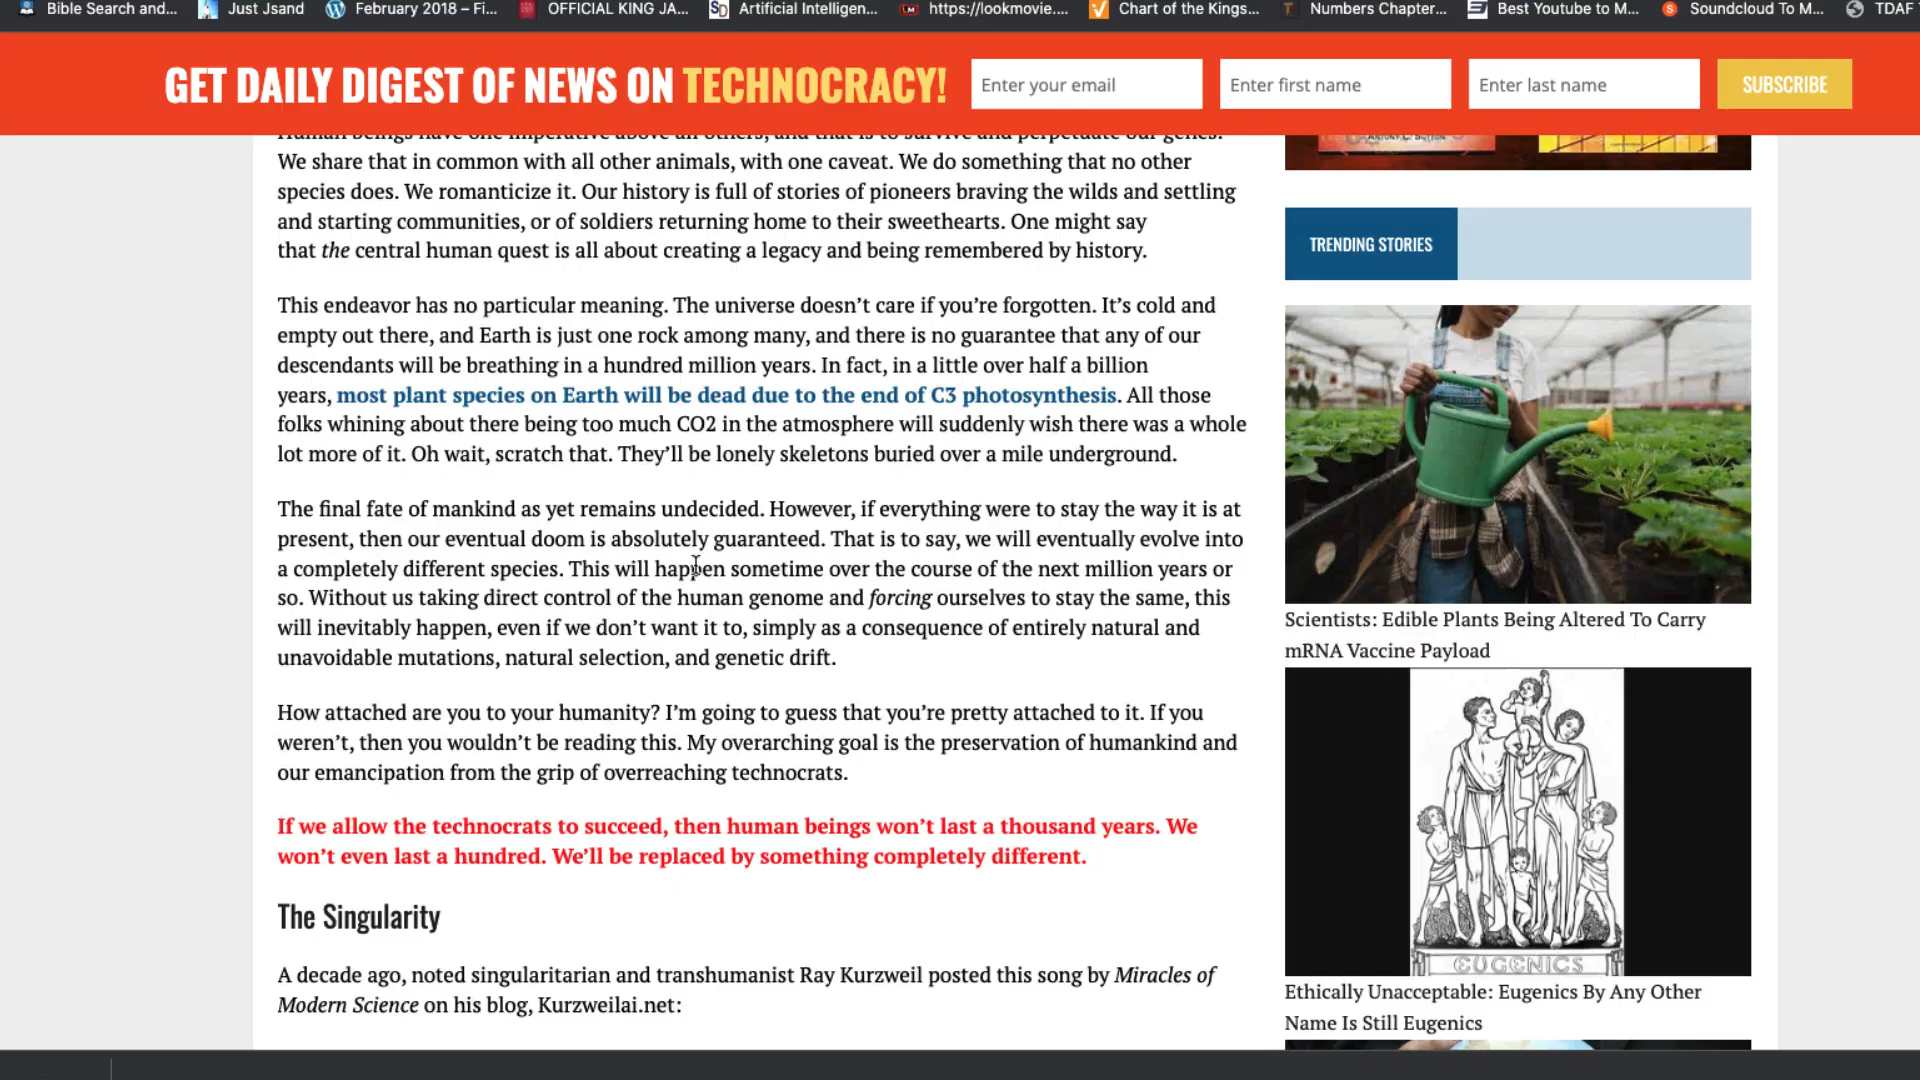 Bible Search and...
Just Jsand
February 2018 – Fi...
OFFICIAL KING JA...
Artificial Intelligen...
https://lookmovie....
Chart of the Kings...
Numbers Chapter...
Best Youtube to M...
Soundcloud To M...
TDAF
GET DAILY DIGEST OF NEWS ON TECHNOCRACY!
Enter your email
Enter first name
Enter last name
SUBSCRIBE
Human beings have one imperative above all others, and that is to survive and perpetuate our genes.
We share that in common with all other animals, with one caveat. We do something that no other
species does. We romanticize it. Our history is full of stories of pioneers braving the wilds and settling
and starting communities, or of soldiers returning home to their sweethearts. One might say
that the central human quest is all about creating a legacy and being remembered by history.
This endeavor has no particular meaning. The universe doesn’t care if you’re forgotten. It’s cold and
empty out there, and Earth is just one rock among many, and there is no guarantee that any of our
descendants will be breathing in a hundred million years. In fact, in a little over half a billion
years, most plant species on Earth will be dead due to the end of C3 photosynthesis. All those
folks whining about there being too much CO2 in the atmosphere will suddenly wish there was a whole
lot more of it. Oh wait, scratch that. They’ll be lonely skeletons buried over a mile underground.
The final fate of mankind as yet remains undecided. However, if everything were to stay the way it is at
present, then our eventual doom is absolutely guaranteed. That is to say, we will eventually evolve into
a completely different species. This will happen sometime over the course of the next million years or
so. Without us taking direct control of the human genome and forcing ourselves to stay the same, this
will inevitably happen, even if we don’t want it to, simply as a consequence of entirely natural and
unavoidable mutations, natural selection, and genetic drift.
How attached are you to your humanity? I’m going to guess that you’re pretty attached to it. If you
weren’t, then you wouldn’t be reading this. My overarching goal is the preservation of humankind and
our emancipation from the grip of overreaching technocrats.
If we allow the technocrats to succeed, then human beings won’t last a thousand years. We
won’t even last a hundred. We’ll be replaced by something completely different.
The Singularity
A decade ago, noted singularitarian and transhumanist Ray Kurzweil posted this song by Miracles of
Modern Science on his blog, Kurzweilai.net:
ANTONY C. SUTTON
TRENDING STORIES
Scientists: Edible Plants Being Altered To Carry
mRNA Vaccine Payload
EUGENICS
Ethically Unacceptable: Eugenics By Any Other
Name Is Still Eugenics